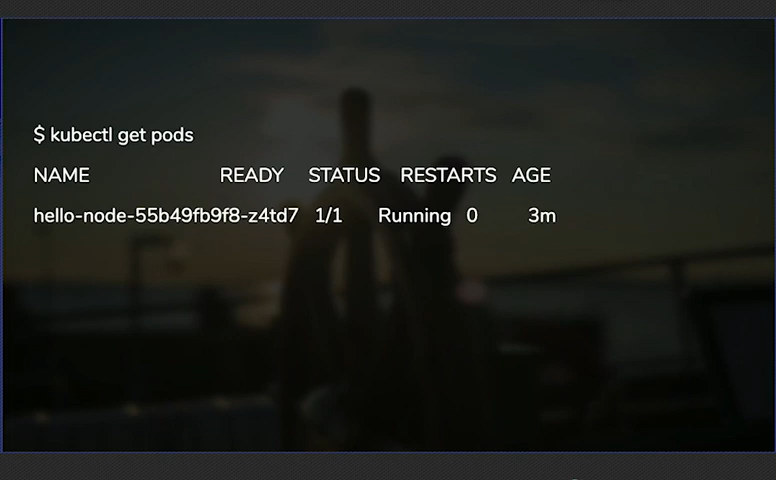 $ kubectl get pods
NAME READY STATUS RESTARTS AGE
hello-node-55b49fb9f8-z4td7 1/1 Running 0 3m